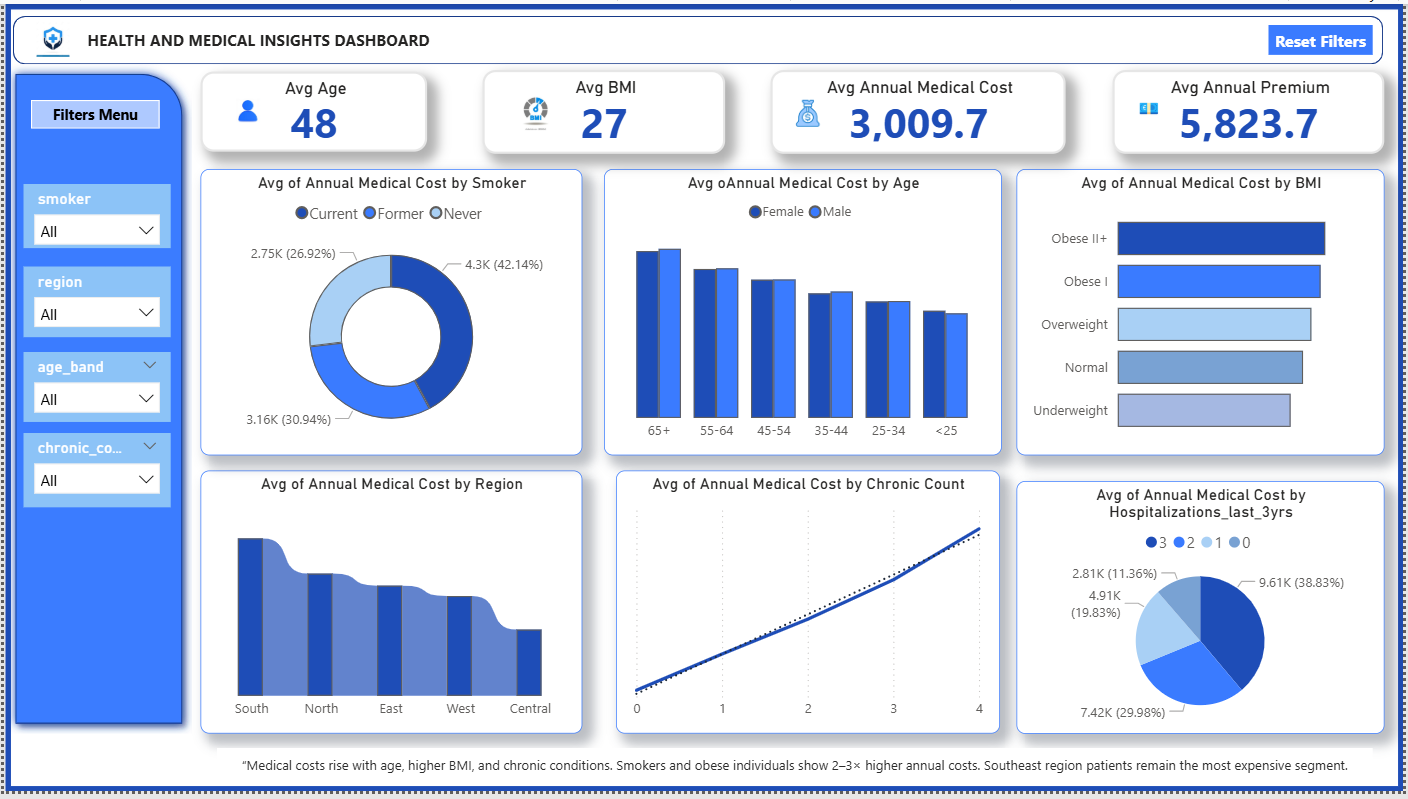 HEALTH AND MEDICAL INSIGHTS DASHBOARD
Reset Filters
Filters Menu
smoker
All
region
All
age_band
All
chronic_co...
All
Avg Age
48
BMI
Avg BMI
27
Avg Annual Medical Cost
3,009.7
Avg Annual Premium
5,823.7
Avg of Annual Medical Cost by Smoker
Current Former Never
2.75K (26.92%)
4.3K (42.14%)
3.16K (30.94%)
Avg oAnnual Medical Cost by Age
Female Male
65+ 55-64 45-54 35-44 25-34 <25
Avg of Annual Medical Cost by BMI
Obese II+
Obese I
Overweight
Normal
Underweight
Avg of Annual Medical Cost by Region
South North East West Central
Avg of Annual Medical Cost by Chronic Count
0 1 2 3 4
Avg of Annual Medical Cost by
Hospitalizations_last_3yrs
3 2 1 0
2.81K (11.36%)
9.61K (38.83%)
4.91K
(19.83%)
7.42K (29.98%)
“Medical costs rise with age, higher BMI, and chronic conditions. Smokers and obese individuals show 2–3× higher annual costs. Southeast region patients remain the most expensive segment.